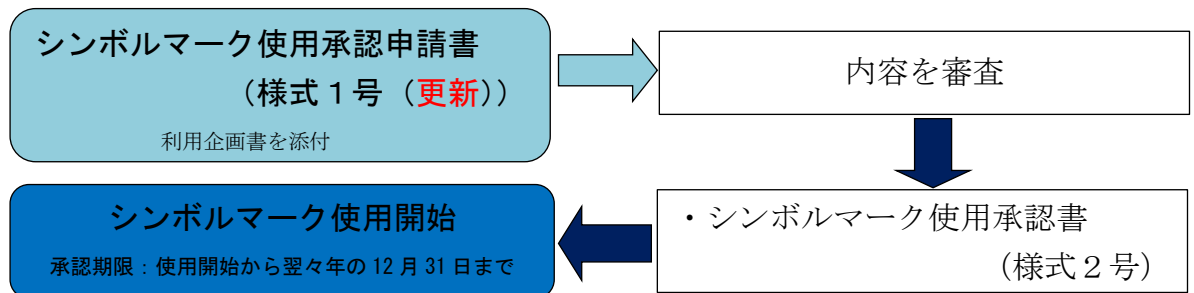 シンボルマーク使用承認申請書
(様式１号（更新）)
利用企画書を添付
内容を審査
・シンボルマーク使用承認書
（様式２号）
シンボルマーク使用開始
承認期限：使用開始から翌々年の 12 月 31 日まで